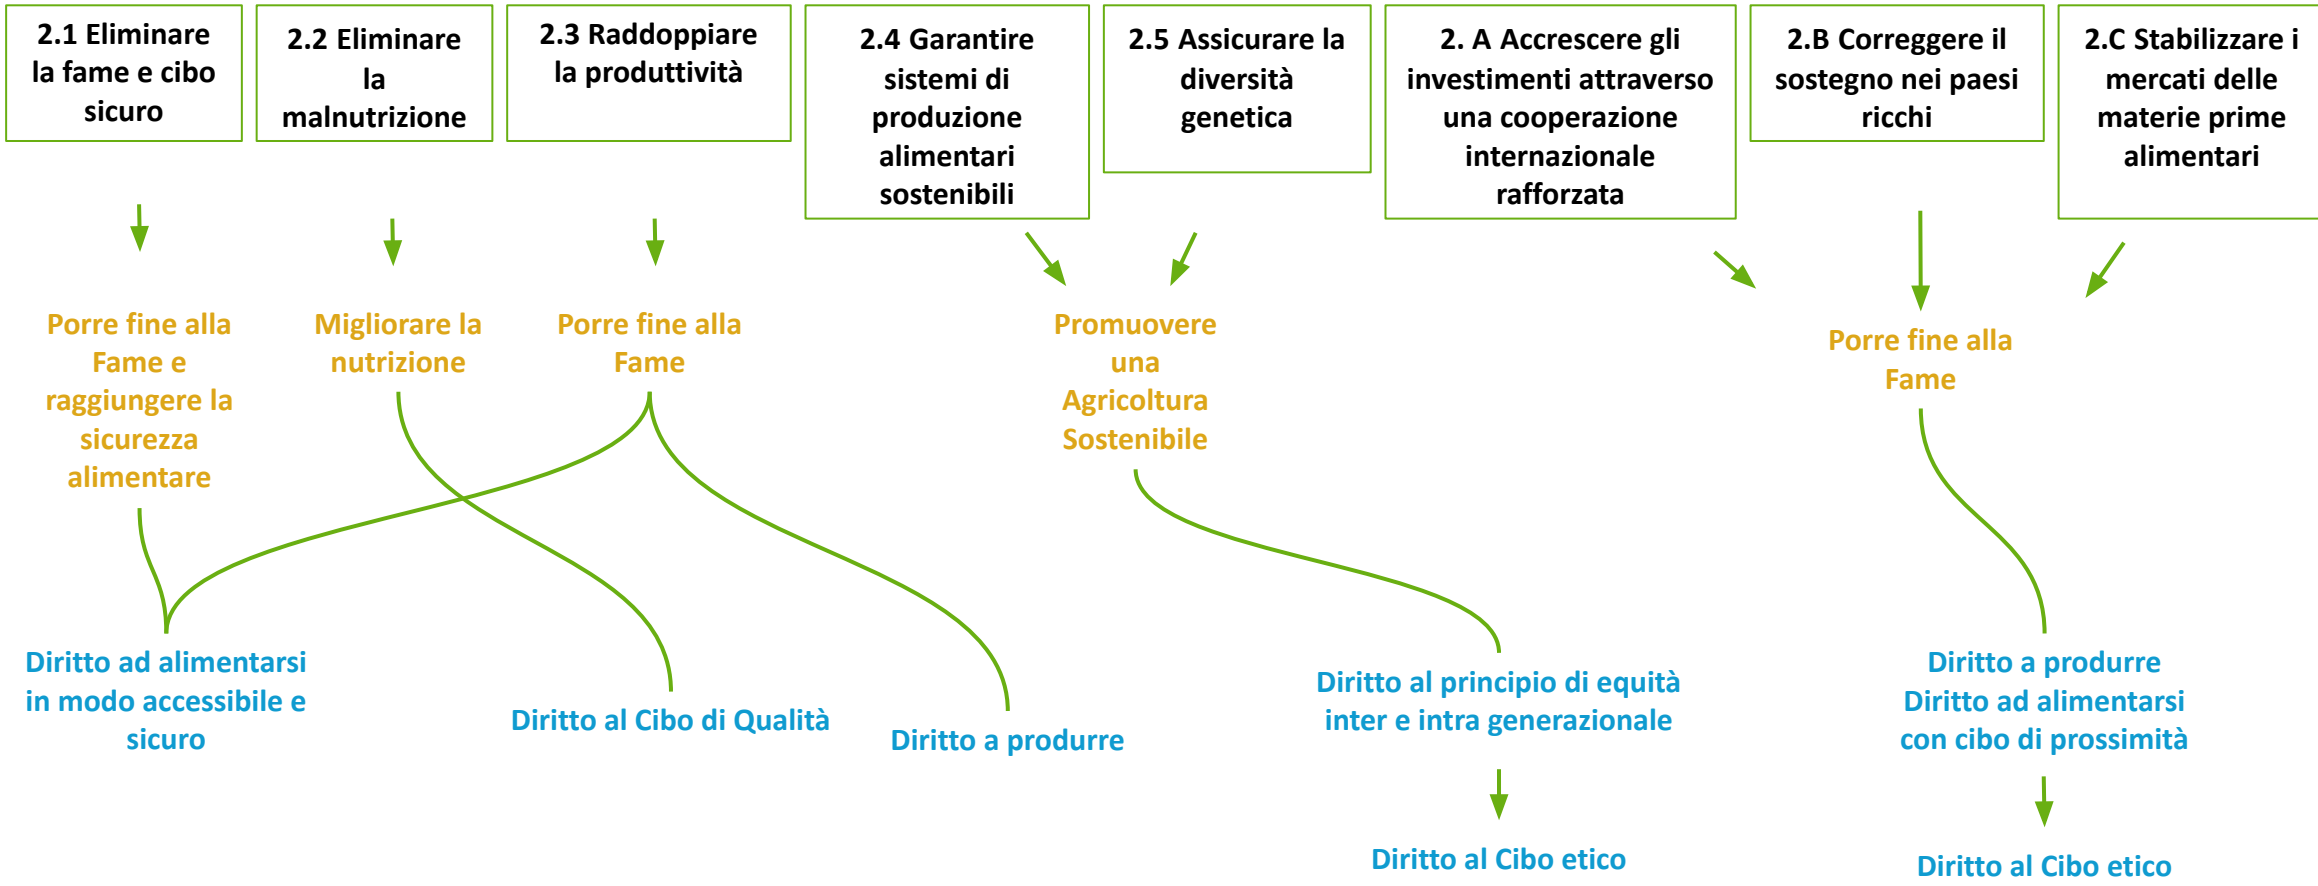 2.1 Eliminare
la fame e cibo
sicuro
2.2 Eliminare
la
malnutrizione
2.3 Raddoppiare
la produttività
2.4 Garantire
sistemi di
produzione
alimentari
sostenibili
2.5 Assicurare la
diversità
genetica
2. A Accrescere gli
investimenti attraverso
una cooperazione
internazionale
rafforzata
2.B Correggere il
sostegno nei paesi
ricchi
2.C Stabilizzare i
mercati delle
materie prime
alimentari
Porre fine alla
Fame e
raggiungere la
sicurezza
alimentare
Migliorare la
nutrizione
Porre fine alla
Fame
Promuovere
una
Agricoltura
Sostenibile
Porre fine alla
Fame
Diritto ad alimentarsi
in modo accessibile e
sicuro
Diritto al Cibo di Qualità
Diritto a produrre
Diritto al principio di equità
inter e intra generazionale
Diritto a produrre
Diritto ad alimentarsi
con cibo di prossimità
Diritto al Cibo etico
Diritto al Cibo etico